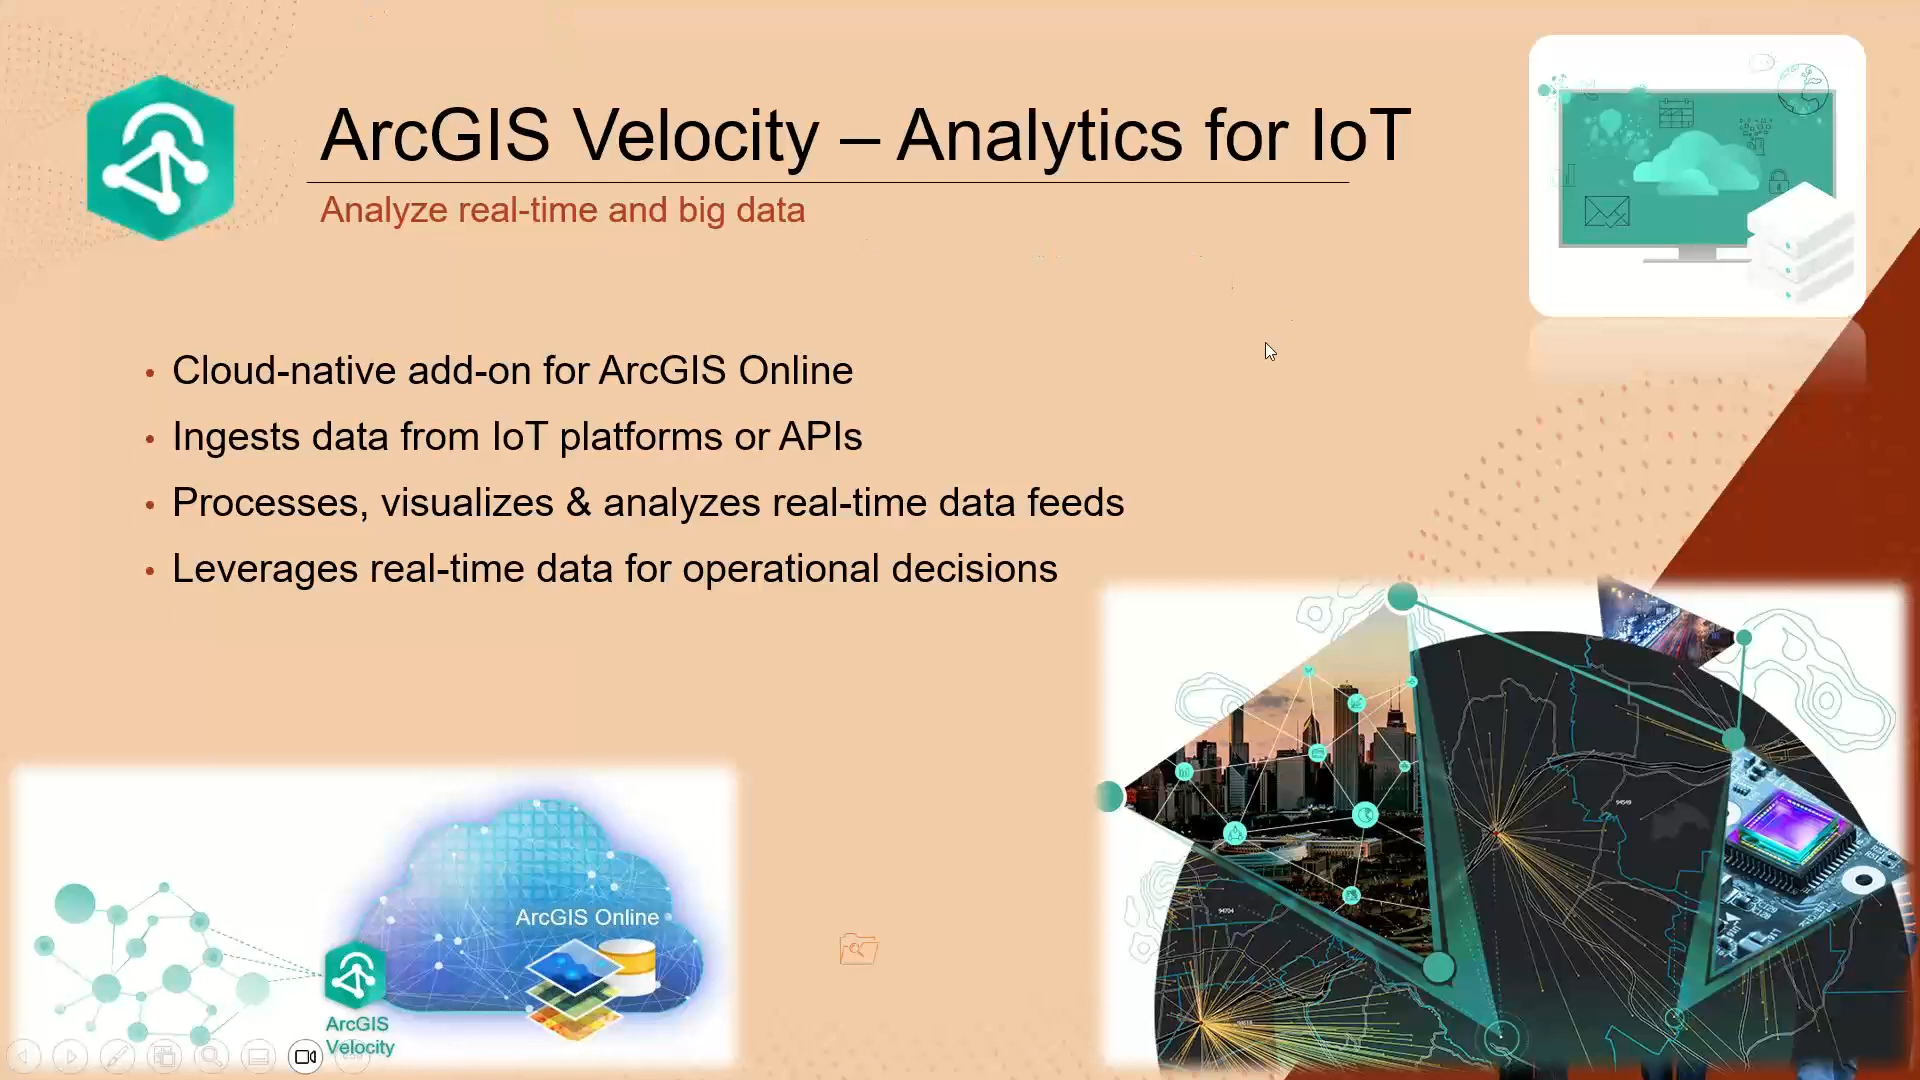 ArcGIS Velocity – Analytics for IoT
Analyze real-time and big data
• Cloud-native add-on for ArcGIS Online
• Ingests data from IoT platforms or APIs
• Processes, visualizes & analyzes real-time data feeds
• Leverages real-time data for operational decisions
ArcGIS Online
ArcGIS
Velocity
94549
94704